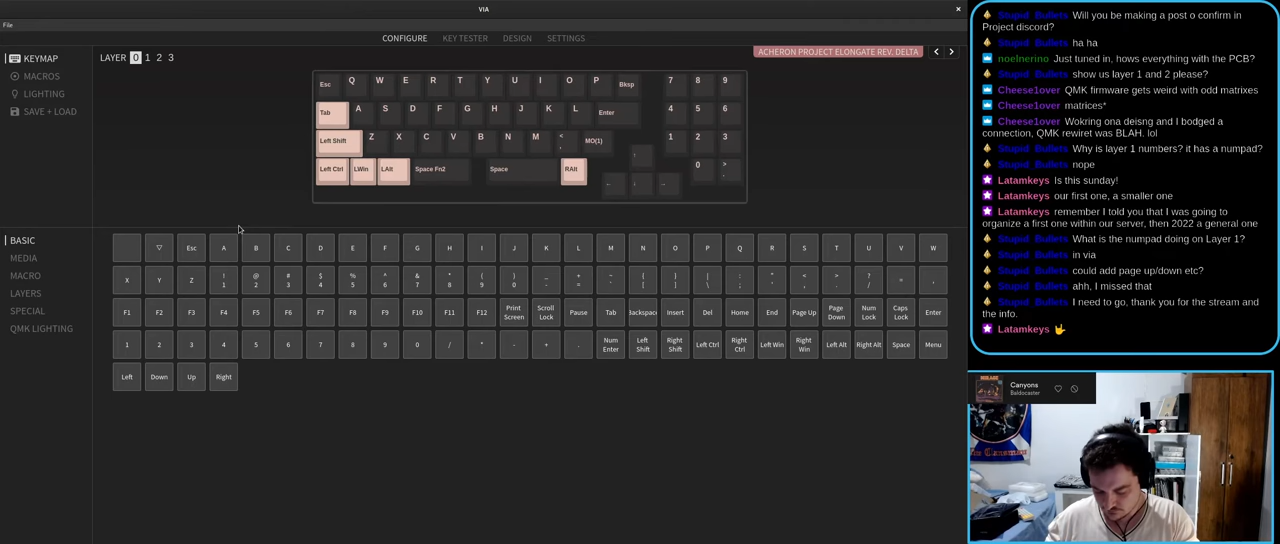 VIA
×
File
CONFIGURE KEY TESTER DESIGN SETTINGS
KEYMAP
MACROS
LIGHTING
SAVE + LOAD
LAYER 0 1 2 3
ACHERON PROJECT ELONGATE REV. DELTA
Esc Q W E R T Y U I O P Bksp 7 8 9
Tab A S D F G H J K L Enter 4 5 6
Left Shift Z X C V B N M < , MO(1) ↑ 1 2 3
Left Ctrl LWin LAlt Space Fn2 Space RAlt ← ↓ → 0 > .
BASIC
MEDIA
MACRO
LAYERS
SPECIAL
QMK LIGHTING
▽ Esc A B C D E F G H I J K L M N O P Q R S T U V W
X Y Z ! 1 @ 2 # 3 $ 4 % 5 ^ 6 & 7 * 8 ( 9 ) 0 _ - + = ~ ` { [ } ] | \ : ; " ' < , > . ? / = ,
F1 F2 F3 F4 F5 F6 F7 F8 F9 F10 F11 F12 Print Screen Scroll Lock Pause Tab Backspace Insert Del Home End Page Up Page Down Num Lock Caps Lock Enter
1 2 3 4 5 6 7 8 9 0 / * - + . Num Enter Left Shift Right Shift Left Ctrl Right Ctrl Left Win Right Win Left Alt Right Alt Space Menu
Left Down Up Right
Stupid_Bullets Will you be making a post o confirm in
Project discord?
Stupid_Bullets ha ha
noelnerino Just tuned in, hows everything with the PCB?
Stupid_Bullets show us layer 1 and 2 please?
Cheese1over QMK firmware gets weird with odd matrixes
Cheese1over matrices*
Cheese1over Wokring ona deisng and I bodged a
connection, QMK rewiret was BLAH. lol
Stupid_Bullets Why is layer 1 numbers? it has a numpad?
Stupid_Bullets nope
Latamkeys Is this sunday!
Latamkeys our first one, a smaller one
Latamkeys remember I told you that I was going to
organize a first one within our server, then 2022 a general one
Stupid_Bullets What is the numpad doing on Layer 1?
Stupid_Bullets in via
Stupid_Bullets could add page up/down etc?
Stupid_Bullets ahh, I missed that
Stupid_Bullets I need to go, thank you for the stream and
the info.
Latamkeys 🤟
Canyons
Baldocaster